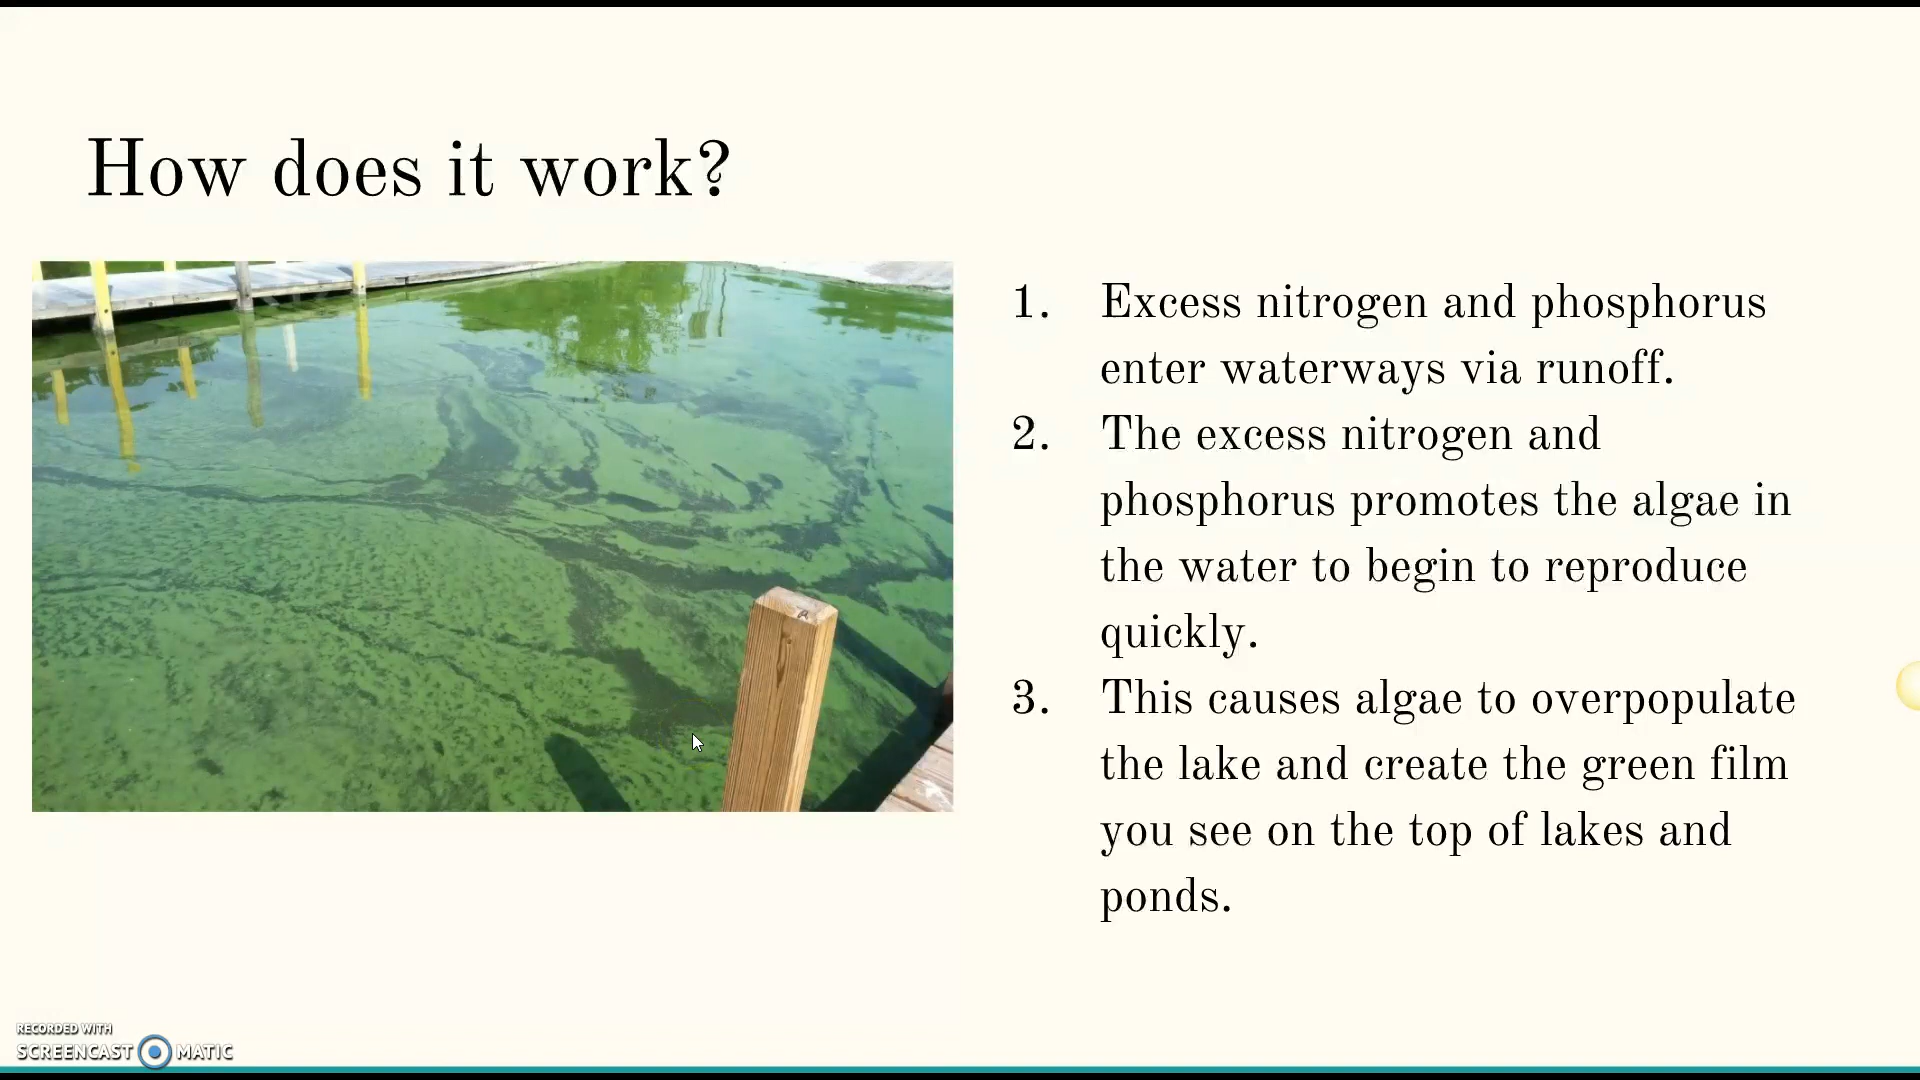 How does it work?
1. Excess nitrogen and phosphorus
enter waterways via runoff.
2. The excess nitrogen and
phosphorus promotes the algae in
the water to begin to reproduce
quickly.
3. This causes algae to overpopulate
the lake and create the green film
you see on the top of lakes and
ponds.
RECORDED WITH
SCREENCAST MATIC